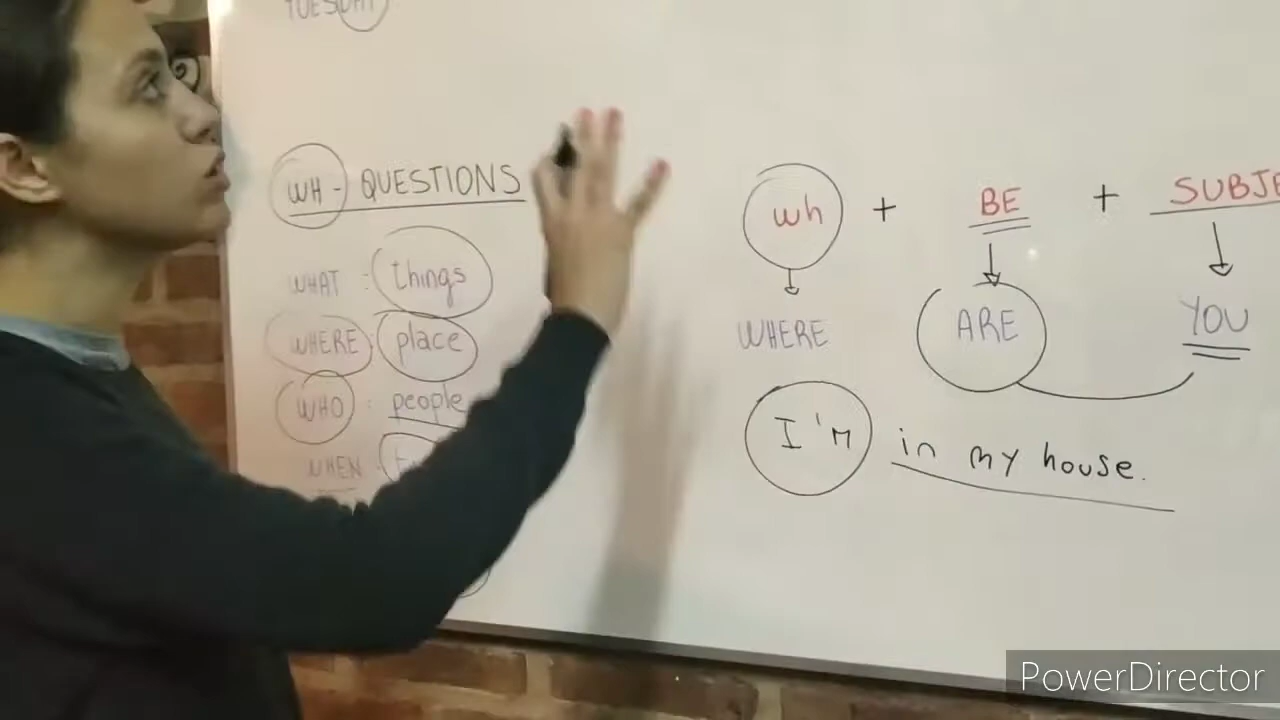 TUESDAY
WH- QUESTIONS
WHAT : things
WHERE : place
WHO : people
WHEN :
wh + BE + SUBJE
WHERE ARE YOU
I'M in my house.
PowerDirector